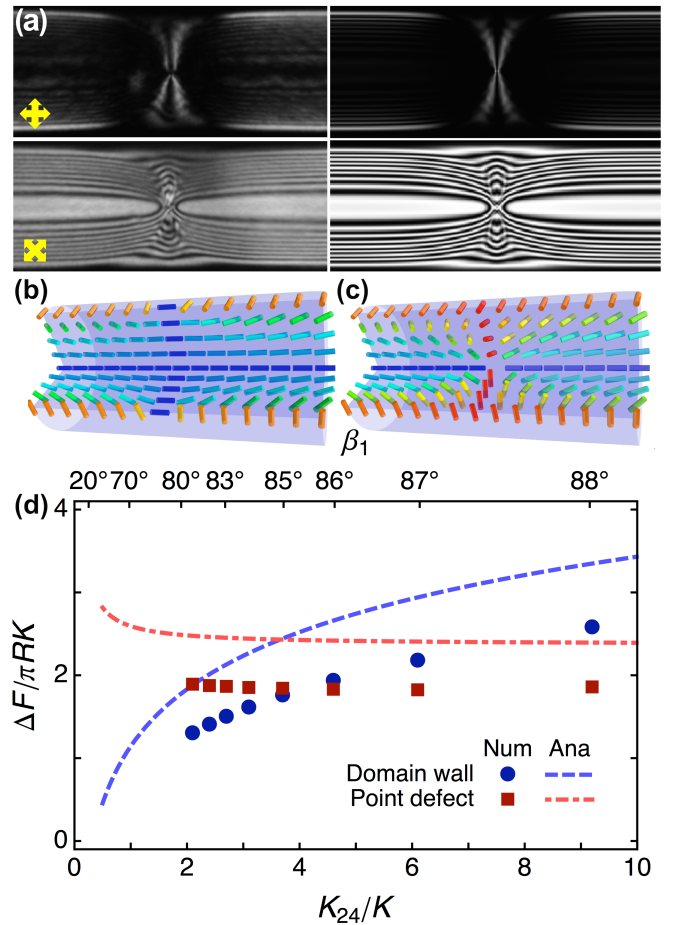 (a)
(b)
(c)
β₁
20° 70° 80° 83° 85° 86° 87° 88°
(d)
4
2
0
ΔF/πRK
Num Ana
Domain wall
Point defect
0 2 4 6 8 10
K₂₄/K